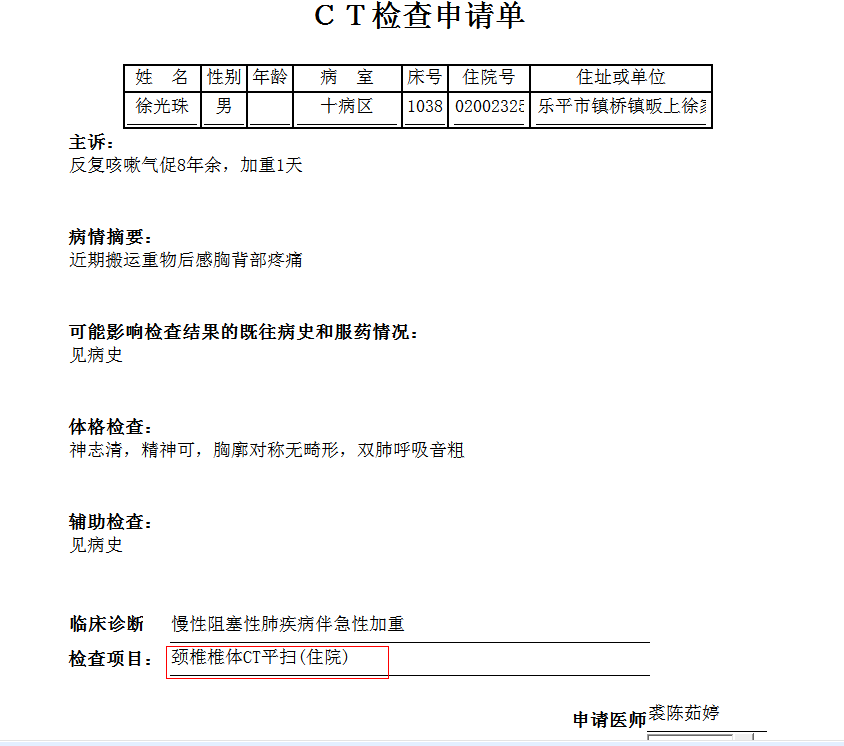 CT检查申请单
姓 名 性别 年龄 病 室 床号 住院号 住址或单位
徐光珠 男 十病区 1038 0200232 乐平市镇桥镇畈上徐
主诉：
反复咳嗽气促8年余，加重1天
病情摘要：
近期搬运重物后感胸背部疼痛
可能影响检查结果的既往病史和服药情况：
见病史
体格检查：
神志清，精神可，胸廓对称无畸形，双肺呼吸音粗
辅助检查：
见病史
临床诊断 慢性阻塞性肺疾病伴急性加重
检查项目： 颈椎椎体CT平扫(住院)
申请医师 裘陈茹婷